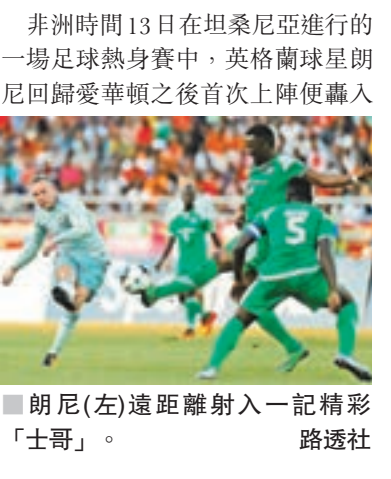 非洲時間13日在坦桑尼亞進行的
一場足球熱身賽中，英格蘭球星朗
尼回歸愛華頓之後首次上陣便轟入
5
■朗尼(左)遠距離射入一記精彩
「士哥」。 路透社